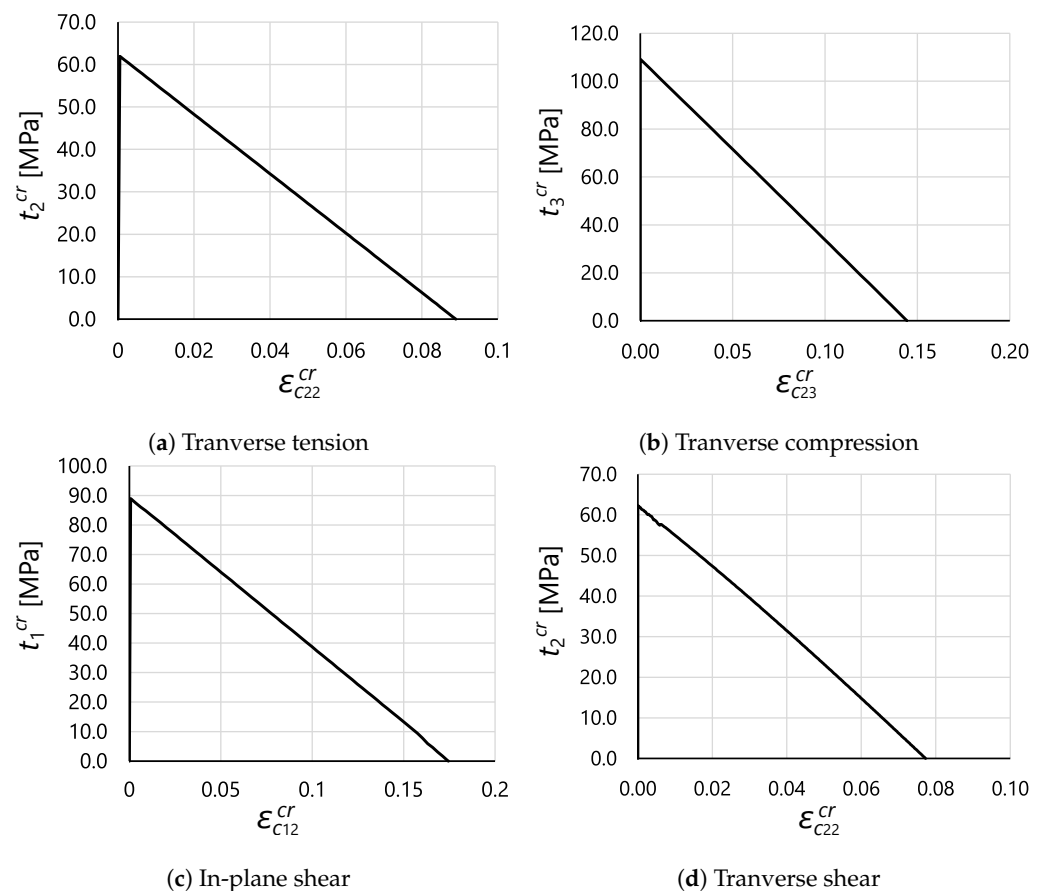 70.0
60.0
50.0
40.0
30.0
20.0
10.0
0.0
t₂ᶜʳ [MPa]
0 0.02 0.04 0.06 0.08 0.1
εᶜʳ_c22
(a) Tranverse tension
120.0
100.0
80.0
60.0
40.0
20.0
0.0
t₃ᶜʳ [MPa]
0.00 0.05 0.10 0.15 0.20
εᶜʳ_c23
(b) Tranverse compression
100.0
90.0
80.0
70.0
60.0
50.0
40.0
30.0
20.0
10.0
0.0
t₁ᶜʳ [MPa]
0 0.05 0.1 0.15 0.2
εᶜʳ_c12
(c) In-plane shear
70.0
60.0
50.0
40.0
30.0
20.0
10.0
0.0
t₂ᶜʳ [MPa]
0.00 0.02 0.04 0.06 0.08 0.10
εᶜʳ_c22
(d) Tranverse shear